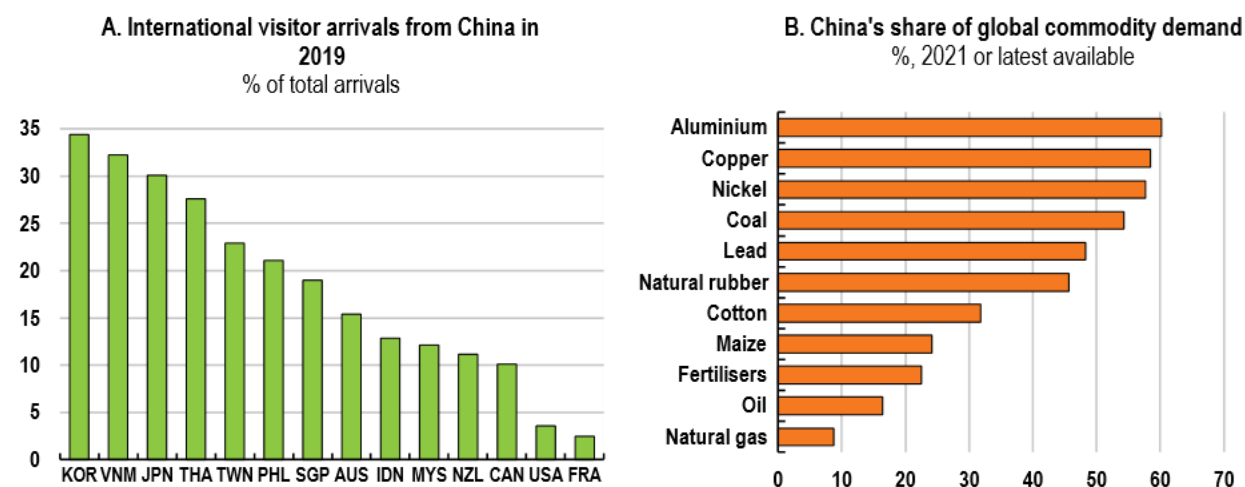 A. International visitor arrivals from China in
2019
% of total arrivals
35
30
25
20
15
10
5
0
KOR VNM JPN THA TWN PHL SGP AUS IDN MYS NZL CAN USA FRA
B. China's share of global commodity demand
%, 2021 or latest available
Aluminium
Copper
Nickel
Coal
Lead
Natural rubber
Cotton
Maize
Fertilisers
Oil
Natural gas
0 10 20 30 40 50 60 70